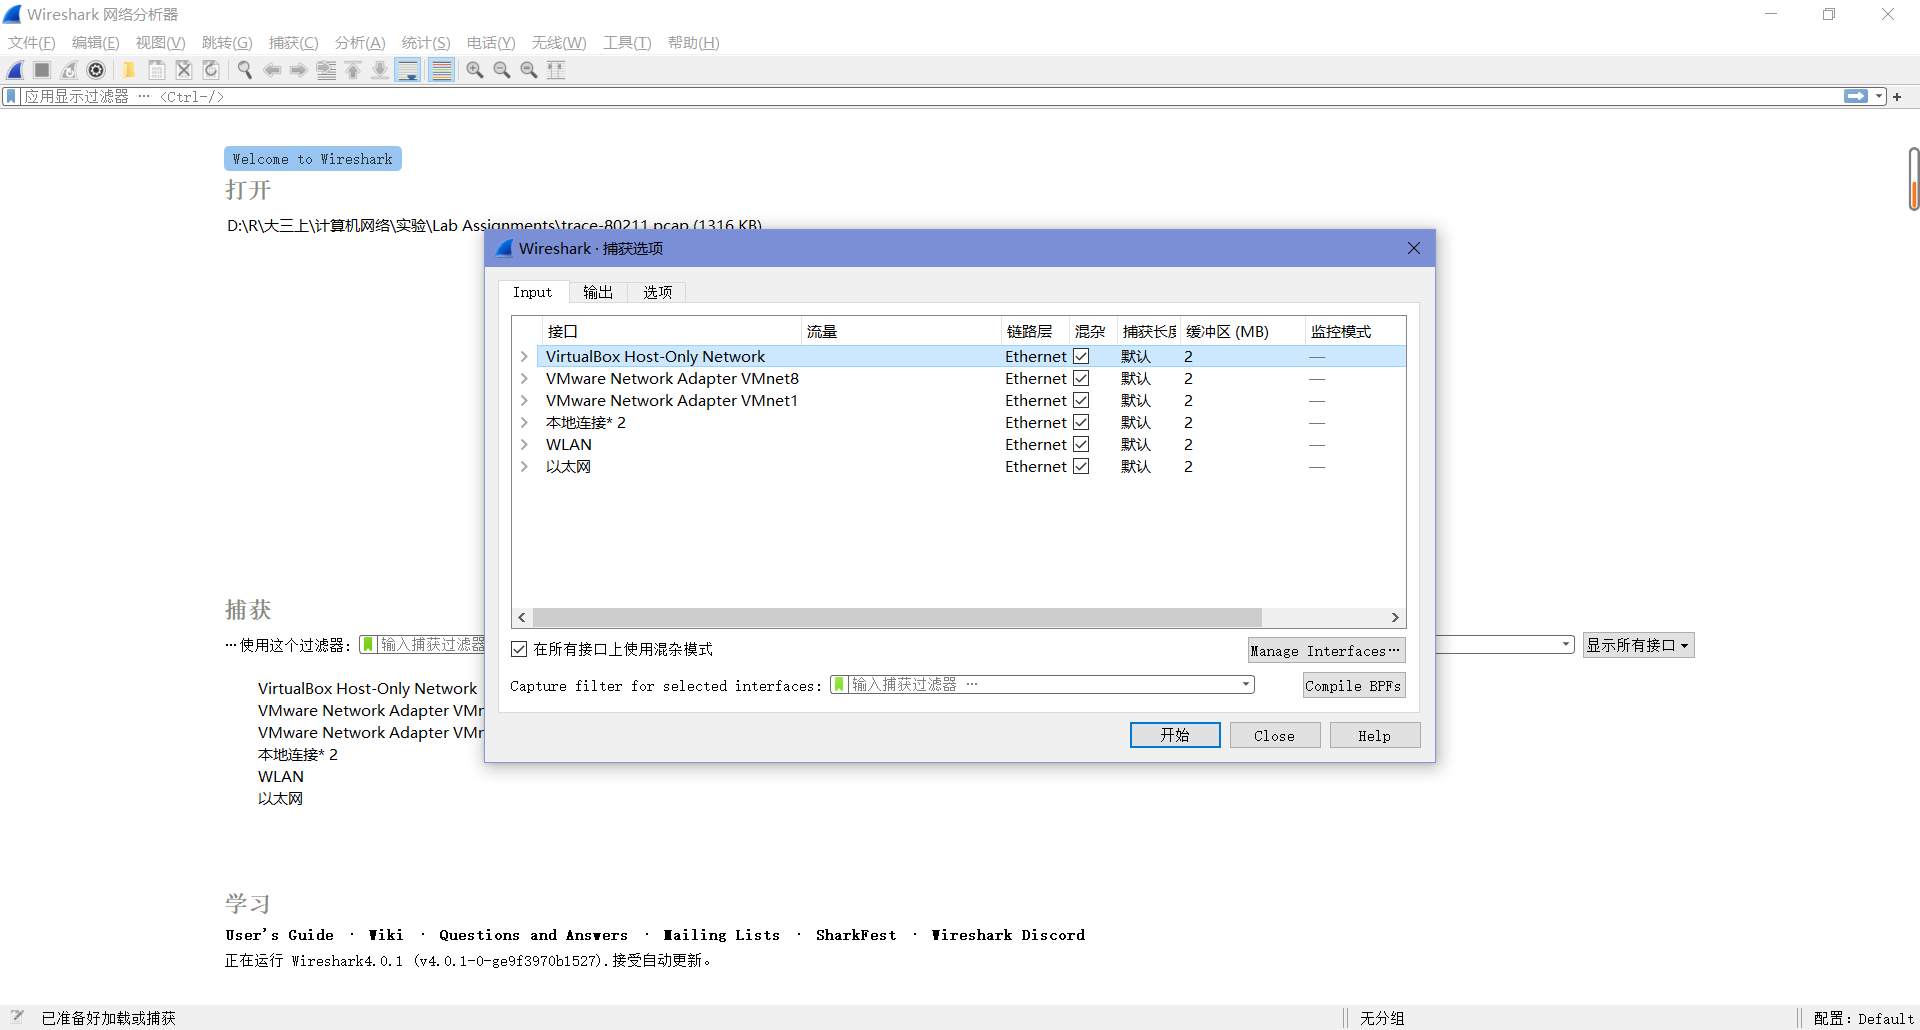 Wireshark 网络分析器
文件(F) 编辑(E) 视图(V) 跳转(G) 捕获(C) 分析(A) 统计(S) 电话(Y) 无线(W) 工具(T) 帮助(H)
应用显示过滤器 … <Ctrl-/>
Welcome to Wireshark
打开
D:\R\大三上\计算机网络\实验\Lab Assignments\trace-80211.pcap (1316 KB)
Wireshark · 捕获选项
Input 输出 选项
接口 流量 链路层 混杂 捕获长度 缓冲区 (MB) 监控模式
VirtualBox Host-Only Network Ethernet 默认 2 —
VMware Network Adapter VMnet8 Ethernet 默认 2 —
VMware Network Adapter VMnet1 Ethernet 默认 2 —
本地连接* 2 Ethernet 默认 2 —
WLAN Ethernet 默认 2 —
以太网 Ethernet 默认 2 —
在所有接口上使用混杂模式 Manage Interfaces…
Capture filter for selected interfaces: 输入捕获过滤器 … Compile BPFs
开始 Close Help
捕获
…使用这个过滤器: 输入捕获过滤器 显示所有接口
VirtualBox Host-Only Network
VMware Network Adapter
VMware Network Adapter
本地连接* 2
WLAN
以太网
学习
User's Guide · Wiki · Questions and Answers · Mailing Lists · SharkFest · Wireshark Discord
正在运行 Wireshark4.0.1 (v4.0.1-0-ge9f3970b1527).接受自动更新。
已准备好加载或捕获 无分组 配置: Default